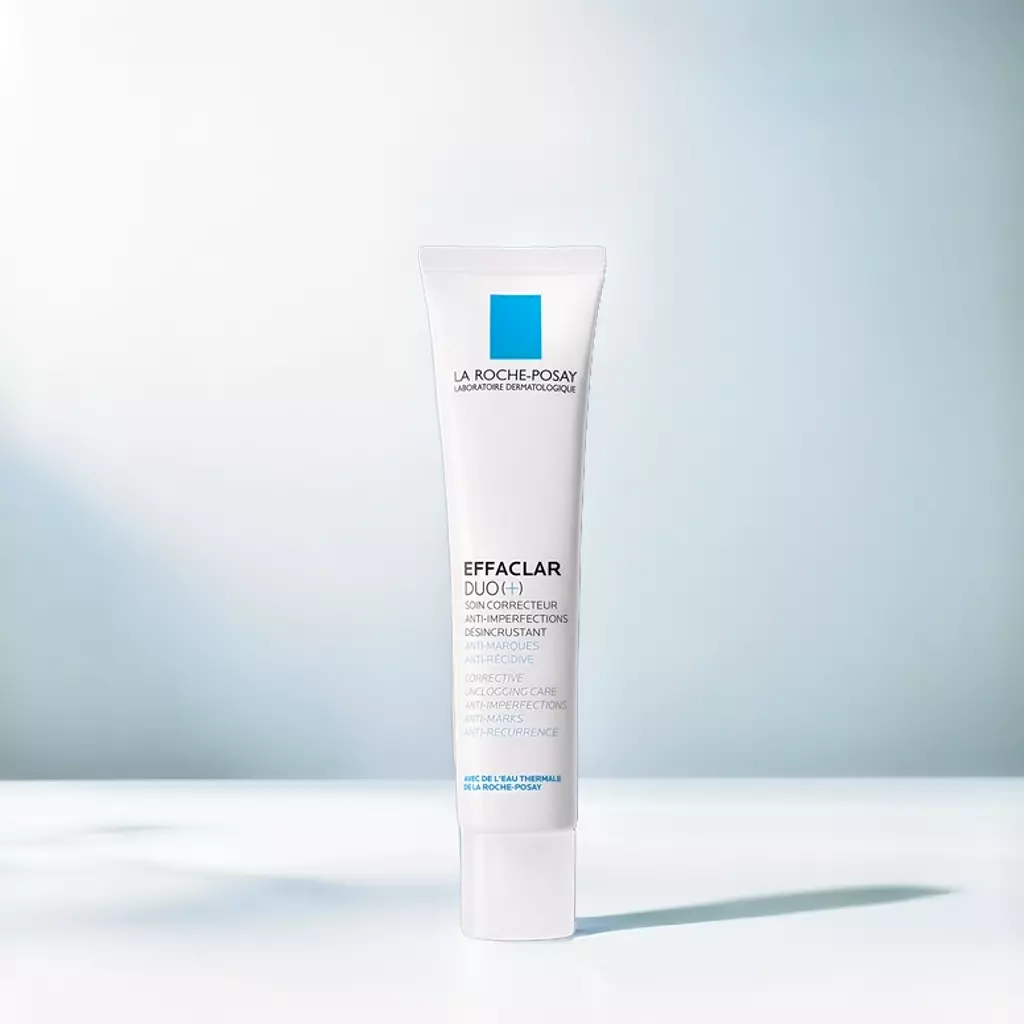 LA ROCHE-POSAY
LABORATOIRE DERMATOLOGIQUE
EFFACLAR
DUO(+)
SOIN CORRECTEUR
ANTI-IMPERFECTIONS
DÉSINCRUSTANT
ANTI-MARQUES
ANTI-RÉCIDIVE
CORRECTIVE
UNCLOGGING CARE
ANTI-IMPERFECTIONS
ANTI-MARKS
ANTI-RECURRENCE
AVEC DE L'EAU THERMALE
DE LA ROCHE-POSAY